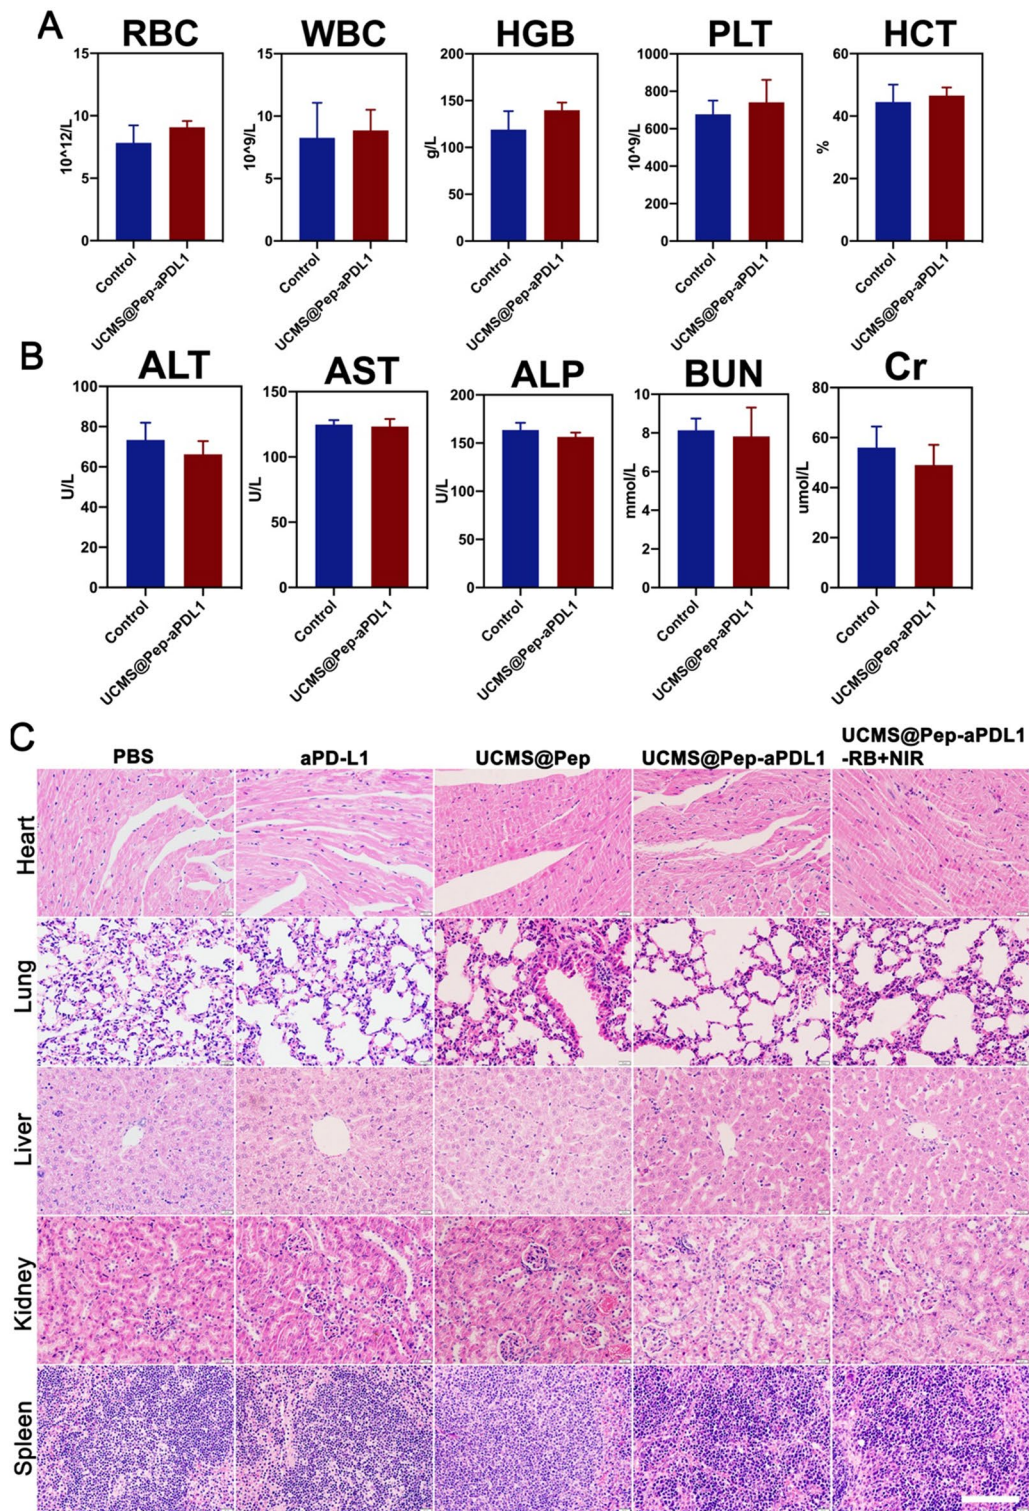 A
RBC
WBC
HGB
PLT
HCT
15
10
5
0
10^12/L
Control
UCMS@Pep-aPDL1
15
10
5
0
10^9/L
Control
UCMS@Pep-aPDL1
200
150
100
50
0
g/L
Control
UCMS@Pep-aPDL1
1000
800
600
400
200
0
10^9/L
Control
UCMS@Pep-aPDL1
60
40
20
0
%
Control
UCMS@Pep-aPDL1
B
ALT
AST
ALP
BUN
Cr
100
80
60
40
20
0
U/L
Control
UCMS@Pep-aPDL1
150
100
50
0
U/L
Control
UCMS@Pep-aPDL1
200
150
100
50
0
U/L
Control
UCMS@Pep-aPDL1
10
8
6
4
2
0
mmol/L
Control
UCMS@Pep-aPDL1
80
60
40
20
0
umol/L
Control
UCMS@Pep-aPDL1
C
PBS
aPD-L1
UCMS@Pep
UCMS@Pep-aPDL1
UCMS@Pep-aPDL1
-RB+NIR
Heart
Lung
Liver
Kidney
Spleen